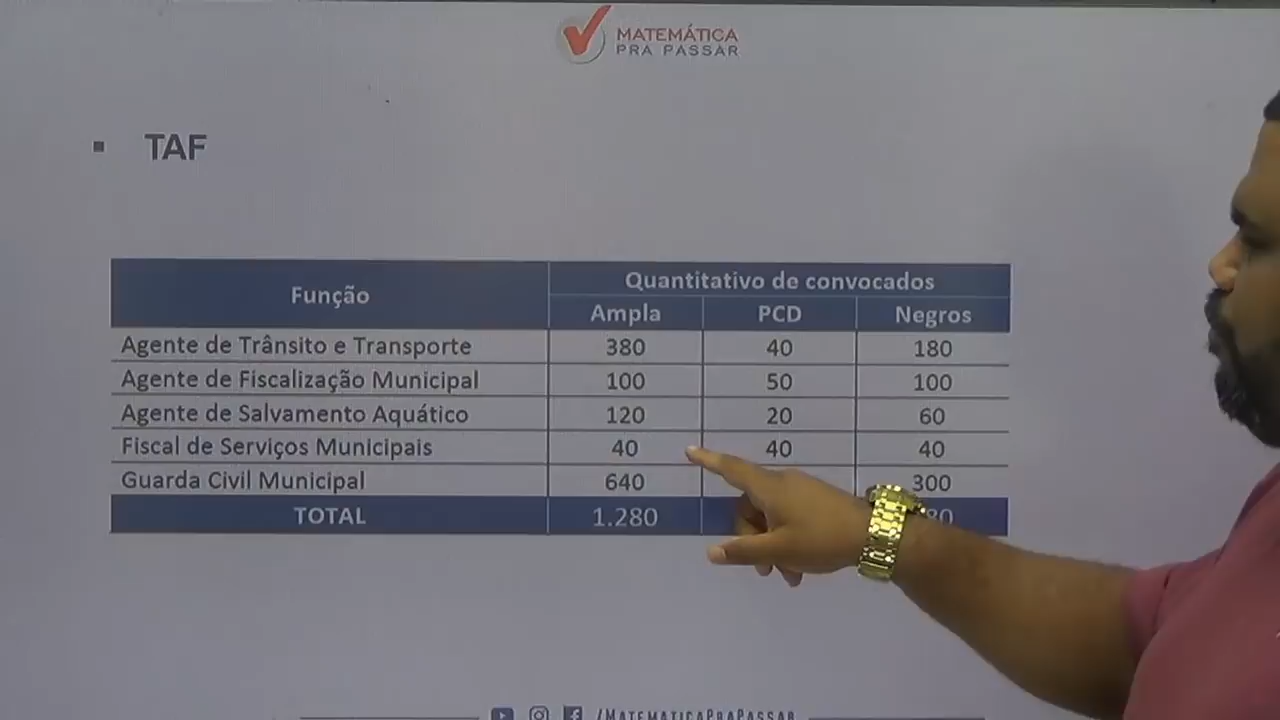 MATEMÁTICA
PRA PASSAR
TAF
Função
Quantitativo de convocados
Ampla PCD Negros
Agente de Trânsito e Transporte 380 40 180
Agente de Fiscalização Municipal 100 50 100
Agente de Salvamento Aquático 120 20 60
Fiscal de Serviços Municipais 40 40 40
Guarda Civil Municipal 640 300
TOTAL 1.280
/MATEMATICAPRAPASSAR